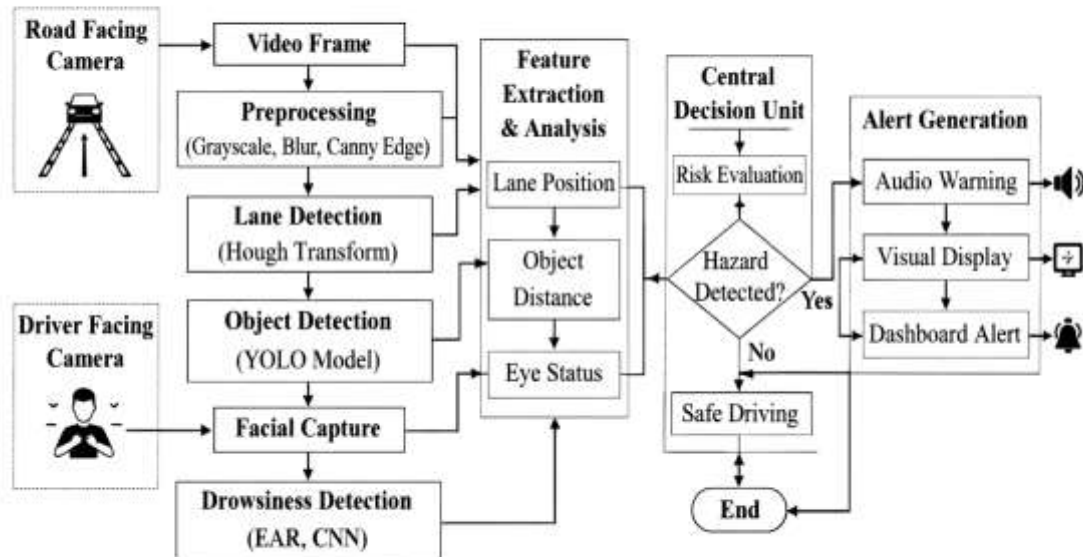 Road Facing
Camera
Driver Facing
Camera
Video Frame
Preprocessing
(Grayscale, Blur, Canny Edge)
Lane Detection
(Hough Transform)
Object Detection
(YOLO Model)
Facial Capture
Drowsiness Detection
(EAR, CNN)
Feature
Extraction
& Analysis
Lane Position
Object
Distance
Eye Status
Central
Decision Unit
Risk Evaluation
Hazard
Detected?
Yes
No
Safe Driving
End
Alert Generation
Audio Warning
Visual Display
Dashboard Alert